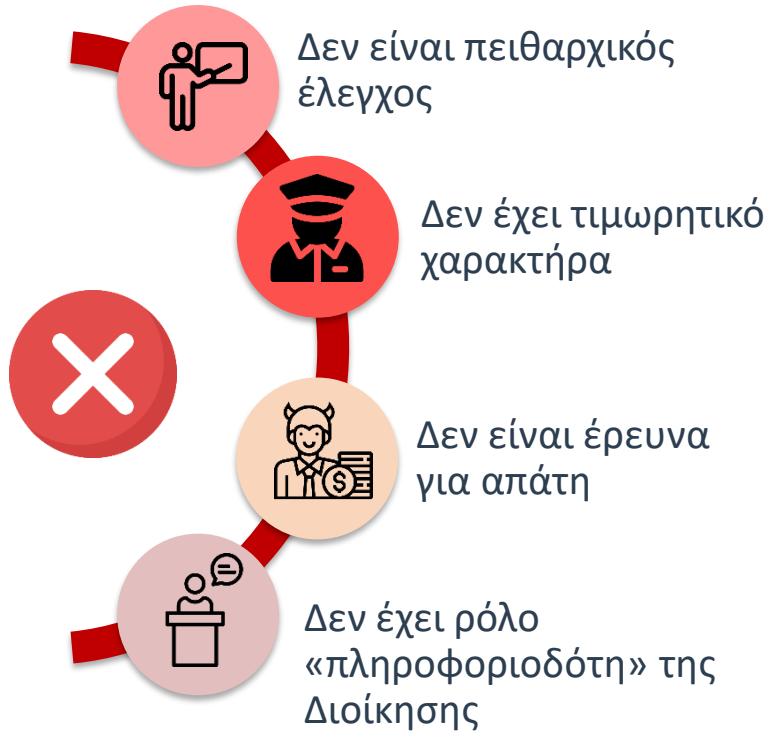 Δεν είναι πειθαρχικός
έλεγχος
Δεν έχει τιμωρητικό
χαρακτήρα
Δεν είναι έρευνα
για απάτη
$
Δεν έχει ρόλο
«πληροφοριοδότη» της
Διοίκησης